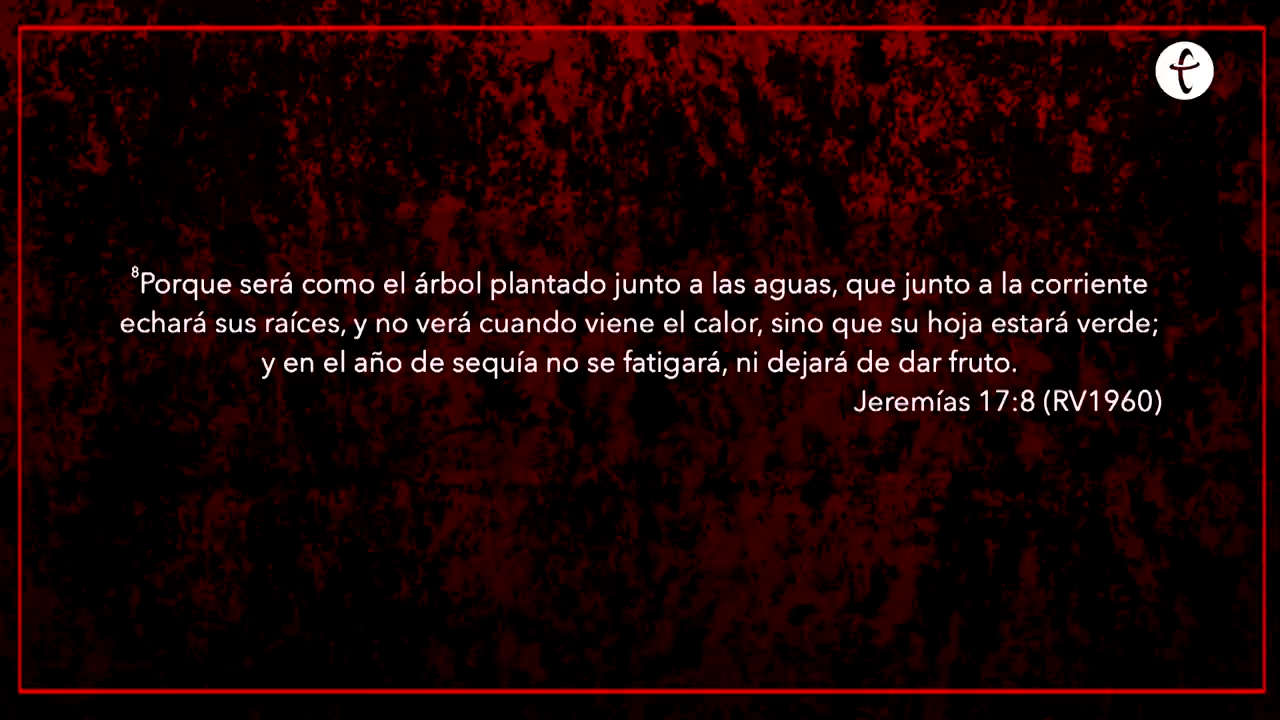 ⁸Porque será como el árbol plantado junto a las aguas, que junto a la corriente
echará sus raíces, y no verá cuando viene el calor, sino que su hoja estará verde;
y en el año de sequía no se fatigará, ni dejará de dar fruto.
Jeremías 17:8 (RV1960)